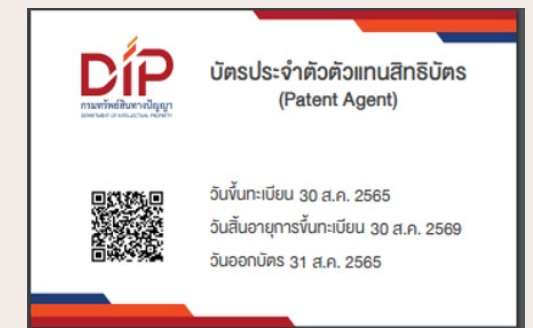 DIP
กรมทรัพย์สินทางปัญญา
DEPARTMENT OF INTELLECTUAL PROPERTY
บัตรประจำตัวตัวแทนสิทธิบัตร
(Patent Agent)
วันขึ้นทะเบียน 30 ส.ค. 2565
วันสิ้นอายุการขึ้นทะเบียน 30 ส.ค. 2569
วันออกบัตร 31 ส.ค. 2565